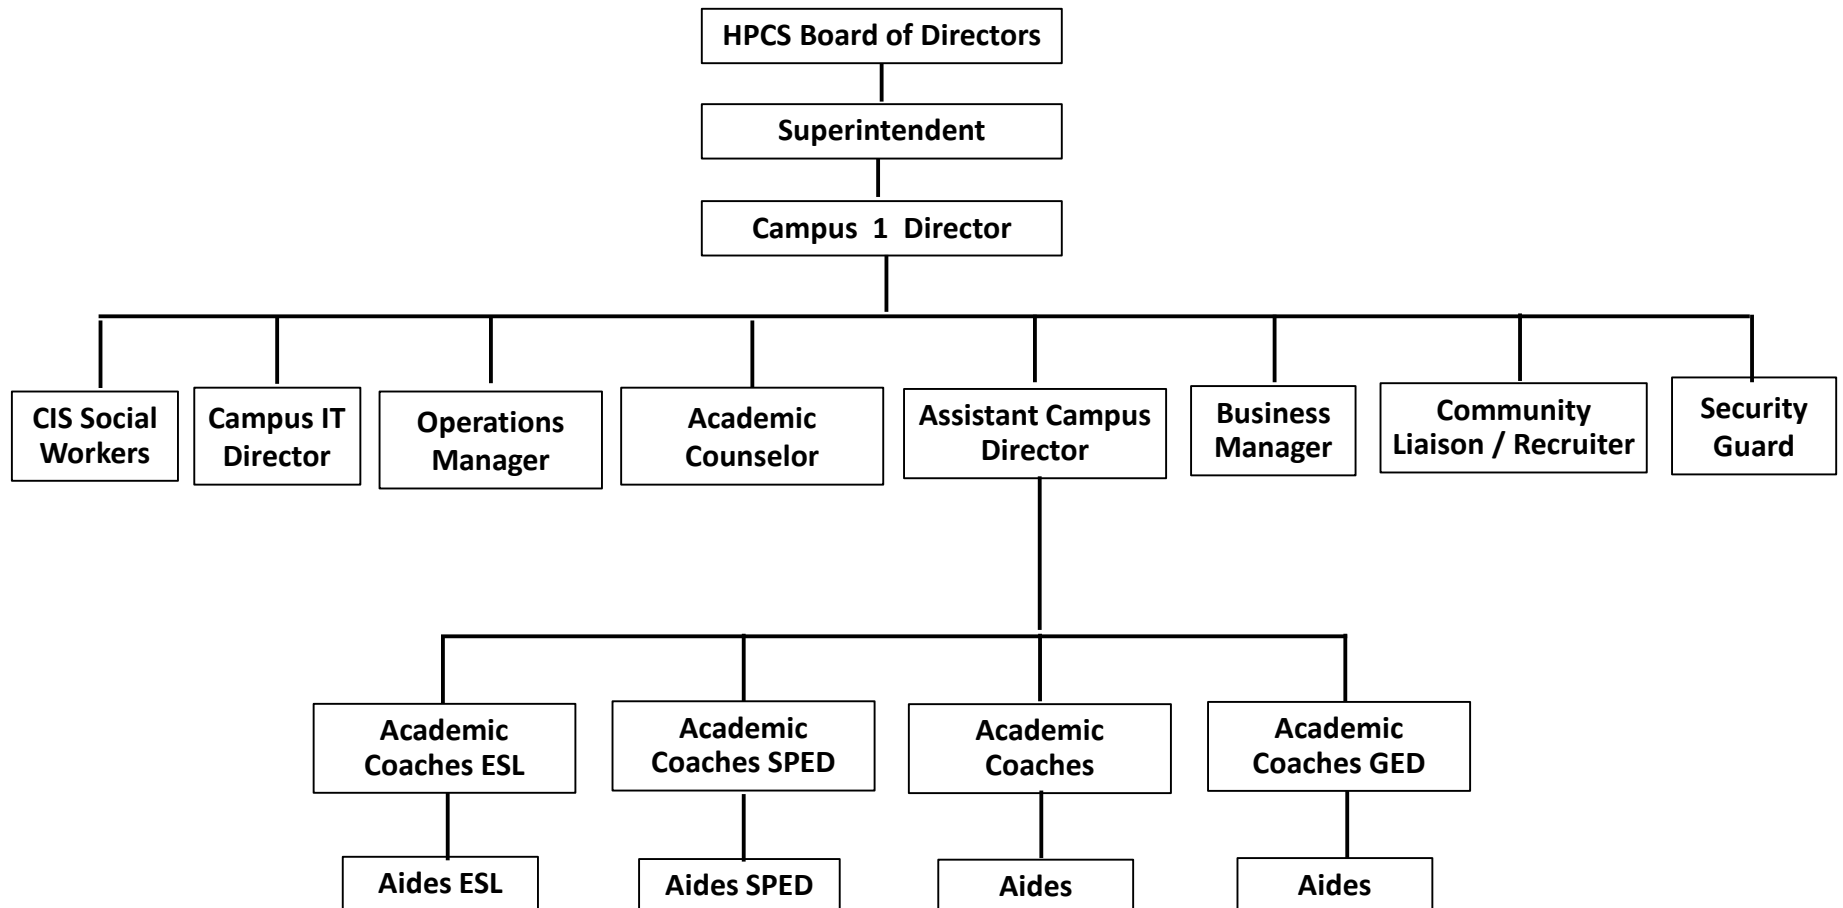 HPCS Board of Directors
Superintendent
Campus 1 Director
CIS Social
Workers
Campus IT
Director
Operations
Manager
Academic
Counselor
Assistant Campus
Director
Business
Manager
Community
Liaison / Recruiter
Security
Guard
Academic
Coaches ESL
Academic
Coaches SPED
Academic
Coaches
Academic
Coaches GED
Aides ESL
Aides SPED
Aides
Aides